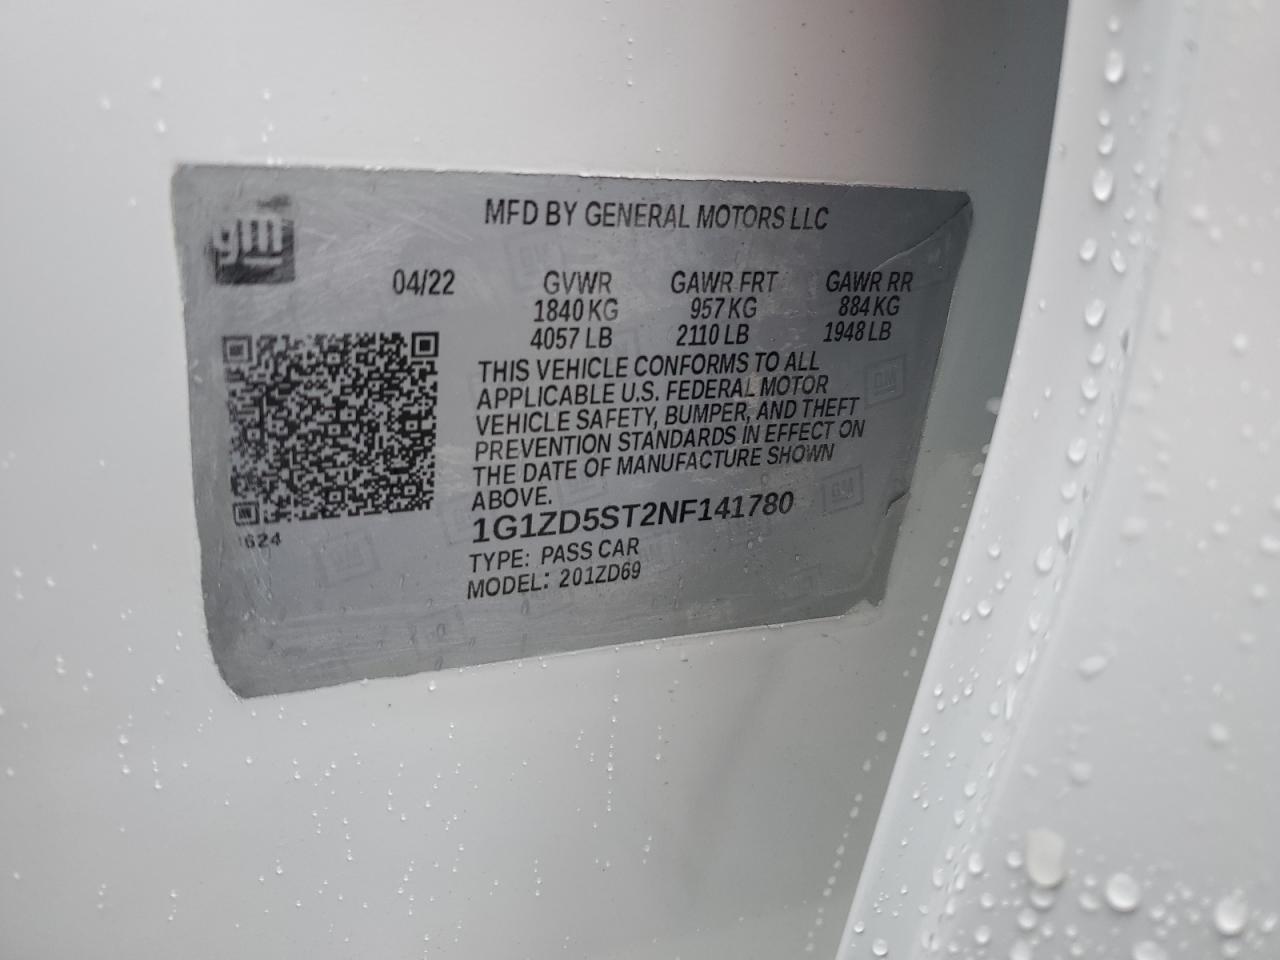 gm
MFD BY GENERAL MOTORS LLC
04/22 GVWR GAWR FRT GAWR RR
1840 KG 957 KG 884 KG
4057 LB 2110 LB 1948 LB
THIS VEHICLE CONFORMS TO ALL
APPLICABLE U.S. FEDERAL MOTOR
VEHICLE SAFETY, BUMPER, AND THEFT
PREVENTION STANDARDS IN EFFECT ON
THE DATE OF MANUFACTURE SHOWN
ABOVE.
1G1ZD5ST2NF141780
TYPE: PASS CAR
MODEL: 201ZD69